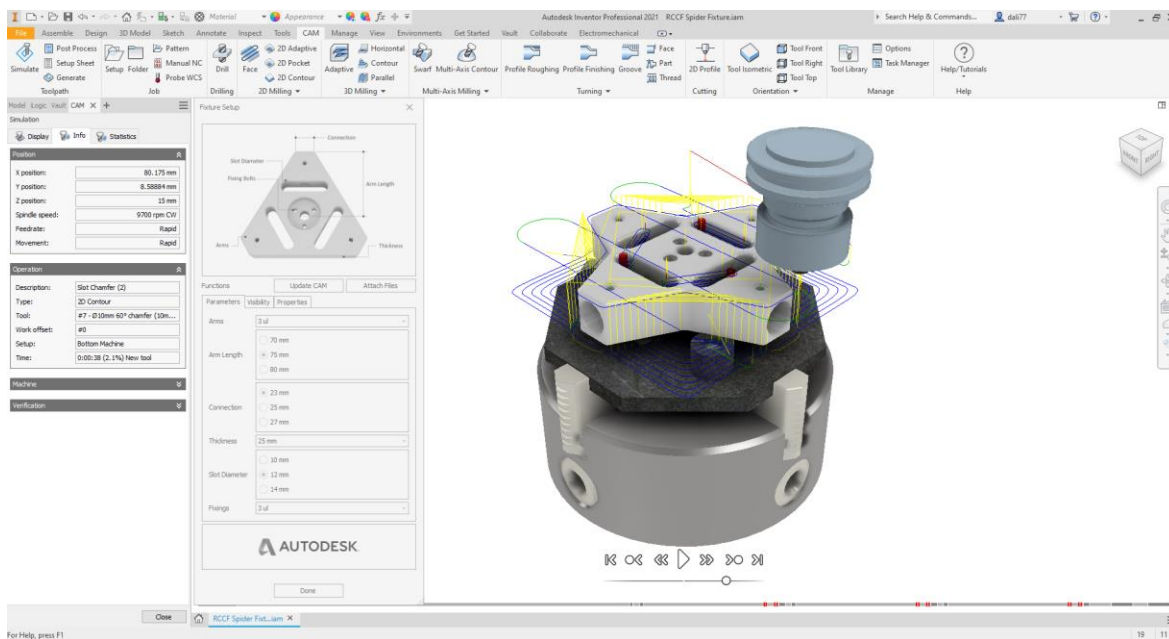 Material
Appearance
Autodesk Inventor Professional 2021 RCCF Spider Fixture.iam
Search Help & Commands...
dali77
File Assemble Design 3D Model Sketch Annotate Inspect Tools CAM Manage View Environments Get Started Vault Collaborate Electromechanical
Simulate
Post Process
Setup Sheet
Generate
Toolpath
Setup
Folder
Pattern
Manual NC
Probe WCS
Job
Drill
Drilling
Face
2D Adaptive
2D Pocket
2D Contour
2D Milling
Adaptive
Horizontal
Contour
Parallel
3D Milling
Swarf
Multi-Axis Contour
Multi-Axis Milling
Profile Roughing
Profile Finishing
Groove
Face
Part
Thread
Turning
2D Profile
Cutting
Tool Isometric
Tool Front
Tool Right
Tool Top
Orientation
Tool Library
Options
Task Manager
Manage
Help/Tutorials
Help
Model Logic Vault CAM
Simulation
Display Info Statistics
Position
X position: 80.175 mm
Y position: 8.58884 mm
Z position: 15 mm
Spindle speed: 9700 rpm CW
Feedrate: Rapid
Movement: Rapid
Operation
Description: Slot Chamfer (2)
Type: 2D Contour
Tool: #7 - Ø10mm 60° chamfer (10m...
Work offset: #0
Setup: Bottom Machine
Time: 0:00:38 (2.1%) New tool
Machine
Verification
Close
Fixture Setup
Connection
Slot Diameter
Fixing Bolts
Arm Length
Arms
Thickness
Functions Update CAM Attach Files
Parameters Visibility Properties
Arms 3 ul
Arm Length
70 mm
75 mm
80 mm
Connection
23 mm
25 mm
27 mm
Thickness 25 mm
Slot Diameter
10 mm
12 mm
14 mm
Fixings 3 ul
AUTODESK
Done
TOP
FRONT
RIGHT
RCCF Spider Fixt...iam
For Help, press F1
19 11